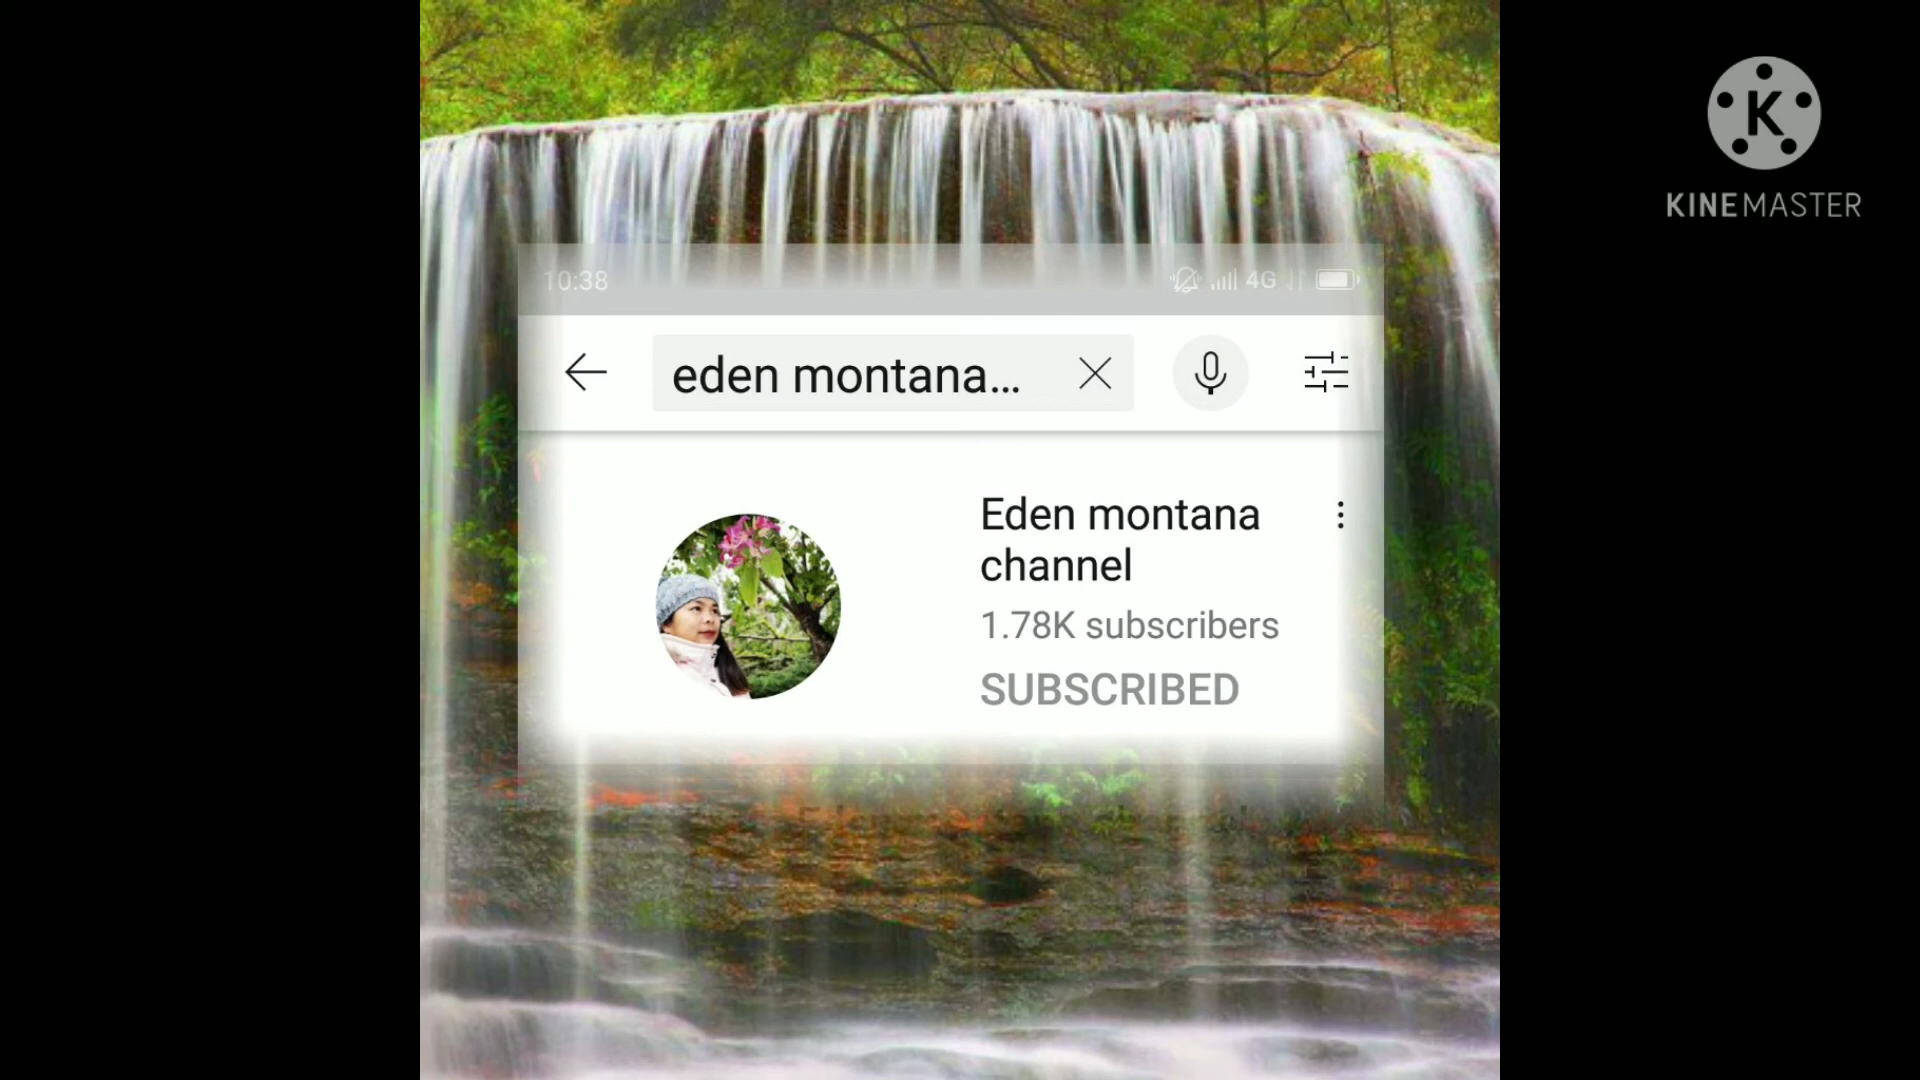 K
KINEMASTER
10:38
4G
eden montana...
Eden montana
channel
1.78K subscribers
SUBSCRIBED